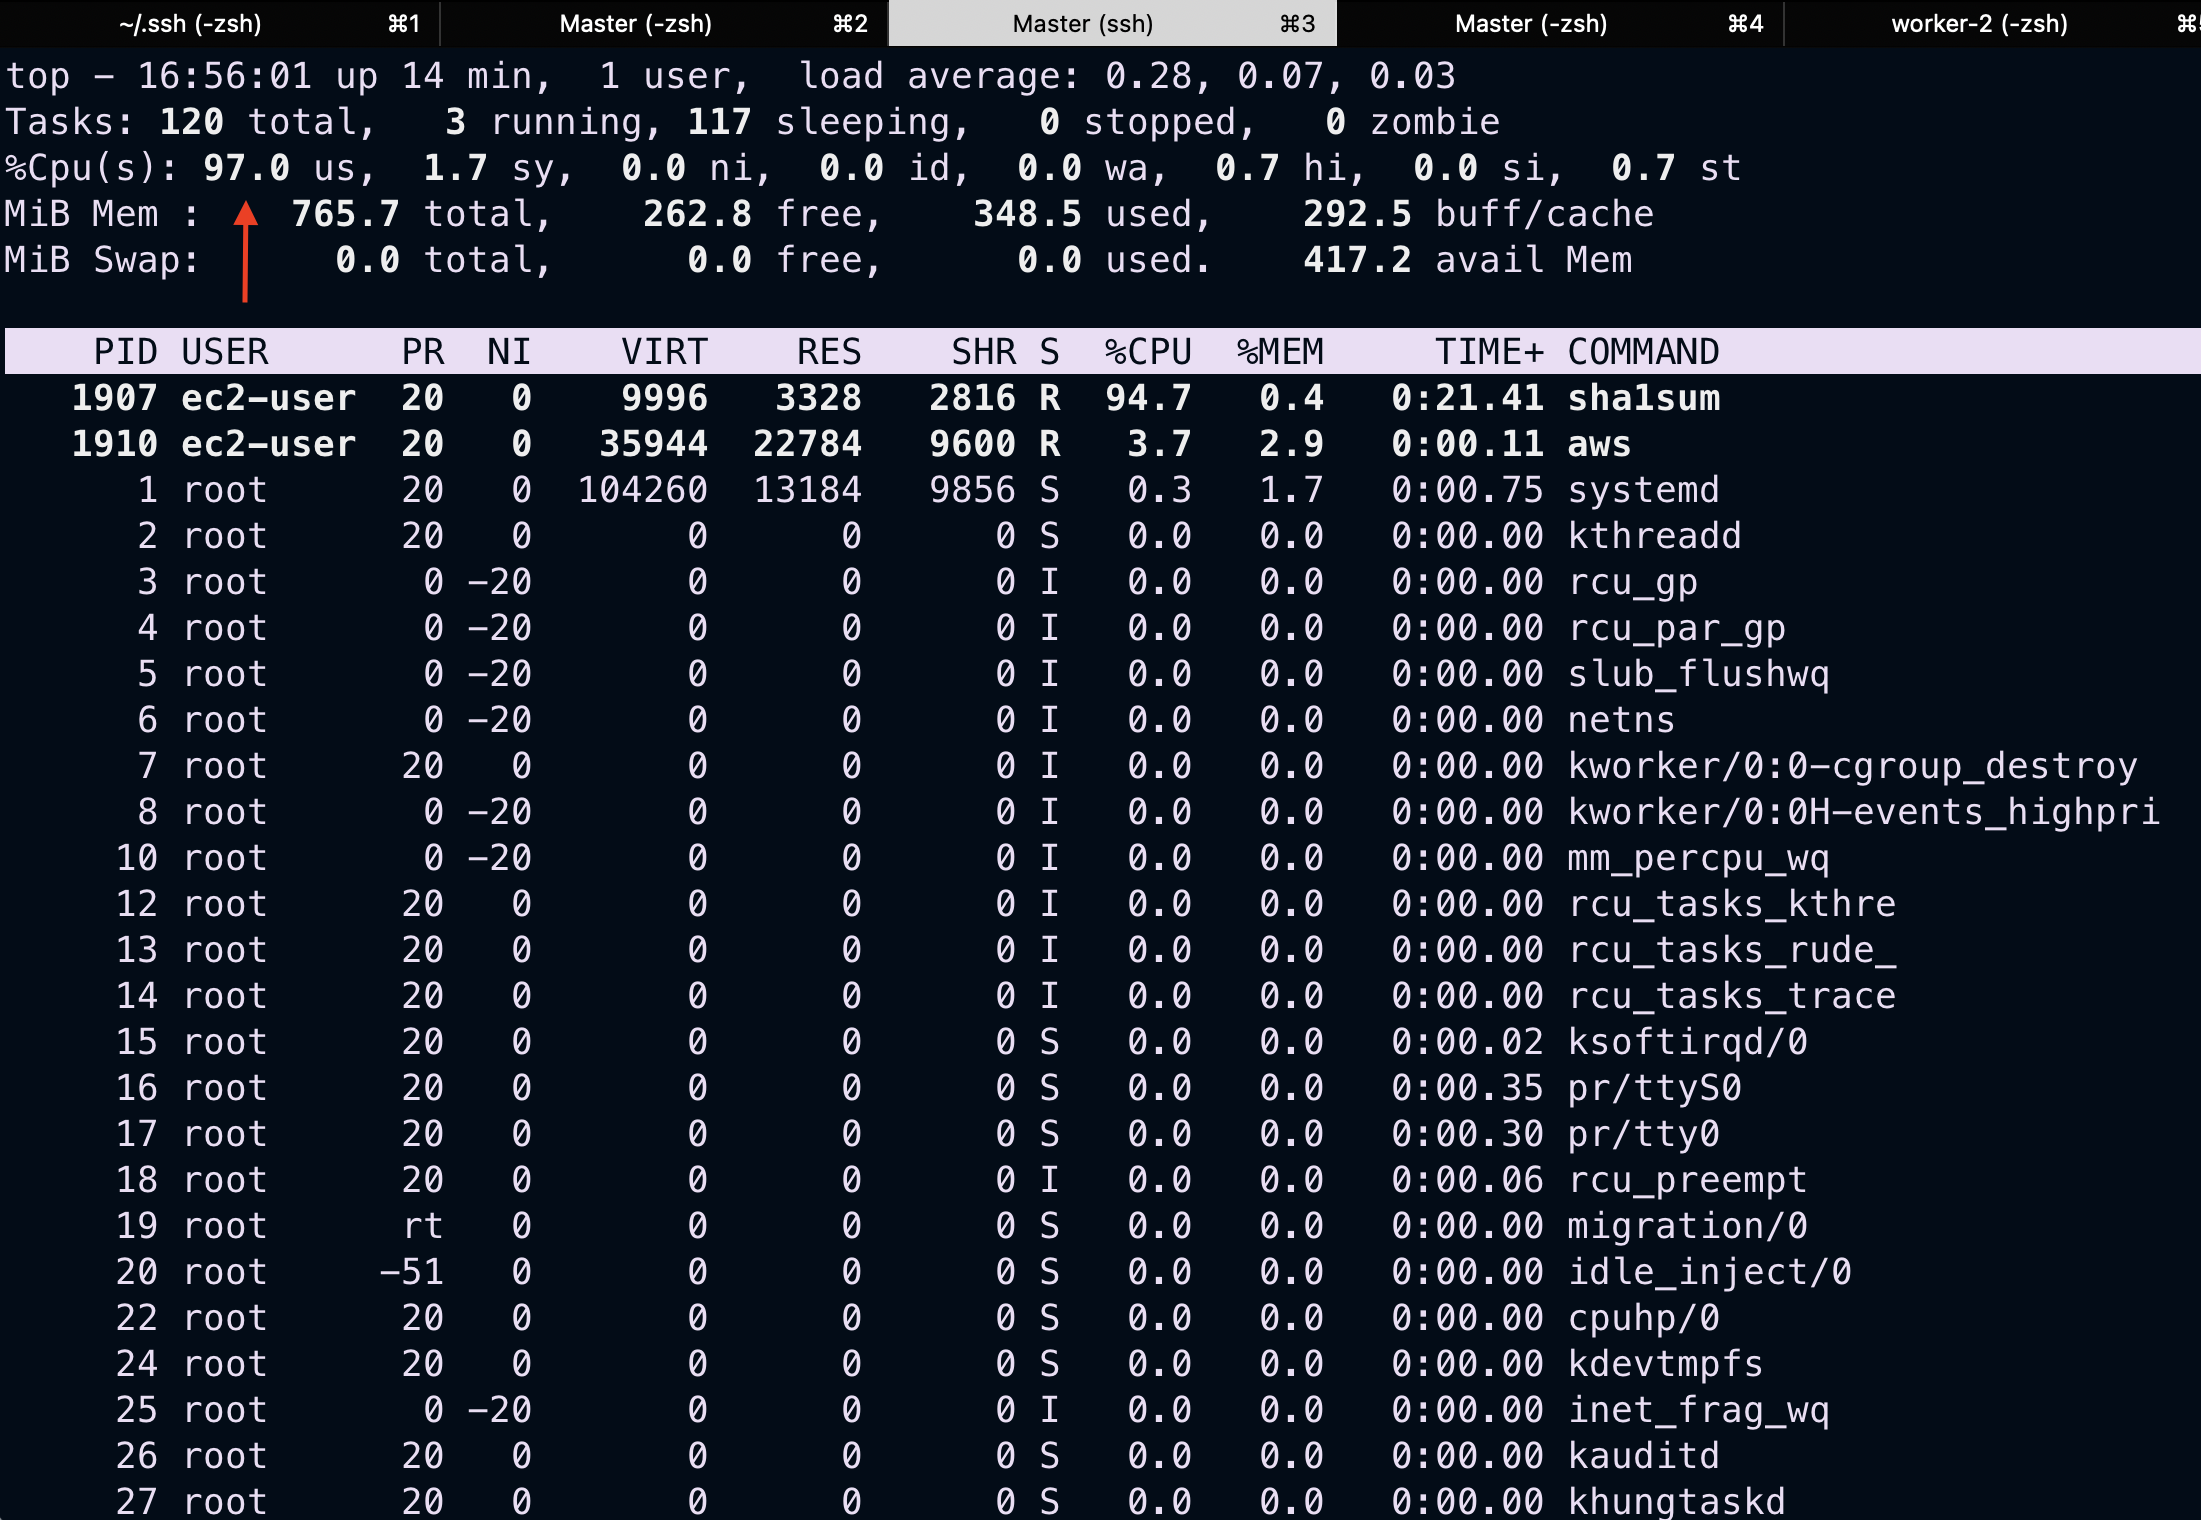 ~/.ssh (-zsh) ⌘1 Master (-zsh) ⌘2 Master (ssh) ⌘3 Master (-zsh) ⌘4 worker-2 (-zsh)
top - 16:56:01 up 14 min,  1 user,  load average: 0.28, 0.07, 0.03
Tasks: 120 total,   3 running, 117 sleeping,   0 stopped,   0 zombie
%Cpu(s): 97.0 us,  1.7 sy,  0.0 ni,  0.0 id,  0.0 wa,  0.7 hi,  0.0 si,  0.7 st
MiB Mem :    765.7 total,    262.8 free,    348.5 used,    292.5 buff/cache
MiB Swap:      0.0 total,      0.0 free,      0.0 used.    417.2 avail Mem
PID USER PR NI VIRT RES SHR S %CPU %MEM TIME+ COMMAND
1907 ec2-user 20 0 9996 3328 2816 R 94.7 0.4 0:21.41 sha1sum
1910 ec2-user 20 0 35944 22784 9600 R 3.7 2.9 0:00.11 aws
1 root 20 0 104260 13184 9856 S 0.3 1.7 0:00.75 systemd
2 root 20 0 0 0 0 S 0.0 0.0 0:00.00 kthreadd
3 root 0 -20 0 0 0 I 0.0 0.0 0:00.00 rcu_gp
4 root 0 -20 0 0 0 I 0.0 0.0 0:00.00 rcu_par_gp
5 root 0 -20 0 0 0 I 0.0 0.0 0:00.00 slub_flushwq
6 root 0 -20 0 0 0 I 0.0 0.0 0:00.00 netns
7 root 20 0 0 0 0 I 0.0 0.0 0:00.00 kworker/0:0-cgroup_destroy
8 root 0 -20 0 0 0 I 0.0 0.0 0:00.00 kworker/0:0H-events_highpri
10 root 0 -20 0 0 0 I 0.0 0.0 0:00.00 mm_percpu_wq
12 root 20 0 0 0 0 I 0.0 0.0 0:00.00 rcu_tasks_kthre
13 root 20 0 0 0 0 I 0.0 0.0 0:00.00 rcu_tasks_rude_
14 root 20 0 0 0 0 I 0.0 0.0 0:00.00 rcu_tasks_trace
15 root 20 0 0 0 0 S 0.0 0.0 0:00.02 ksoftirqd/0
16 root 20 0 0 0 0 S 0.0 0.0 0:00.35 pr/ttyS0
17 root 20 0 0 0 0 S 0.0 0.0 0:00.30 pr/tty0
18 root 20 0 0 0 0 I 0.0 0.0 0:00.06 rcu_preempt
19 root rt 0 0 0 0 S 0.0 0.0 0:00.00 migration/0
20 root -51 0 0 0 0 S 0.0 0.0 0:00.00 idle_inject/0
22 root 20 0 0 0 0 S 0.0 0.0 0:00.00 cpuhp/0
24 root 20 0 0 0 0 S 0.0 0.0 0:00.00 kdevtmpfs
25 root 0 -20 0 0 0 I 0.0 0.0 0:00.00 inet_frag_wq
26 root 20 0 0 0 0 S 0.0 0.0 0:00.00 kauditd
27 root 20 0 0 0 0 S 0.0 0.0 0:00.00 khungtaskd